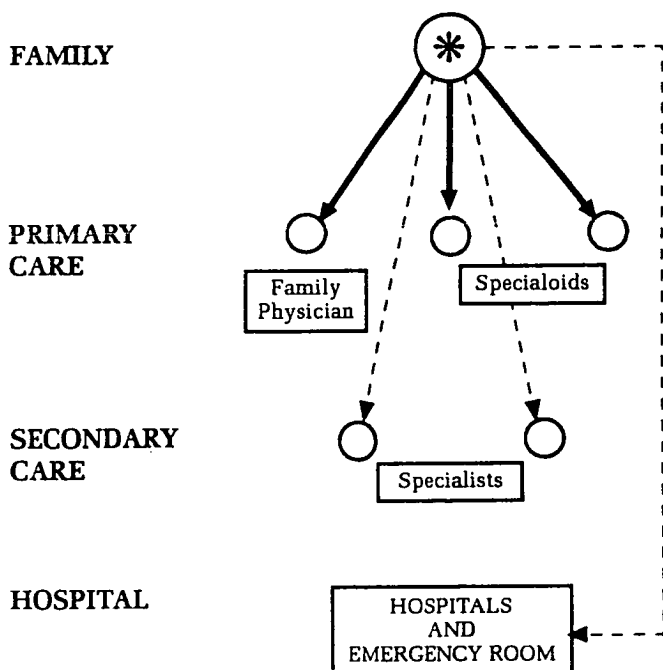 FAMILY
PRIMARY
CARE
Family
Physician
Specialoids
SECONDARY
CARE
Specialists
HOSPITAL
HOSPITALS
AND
EMERGENCY ROOM